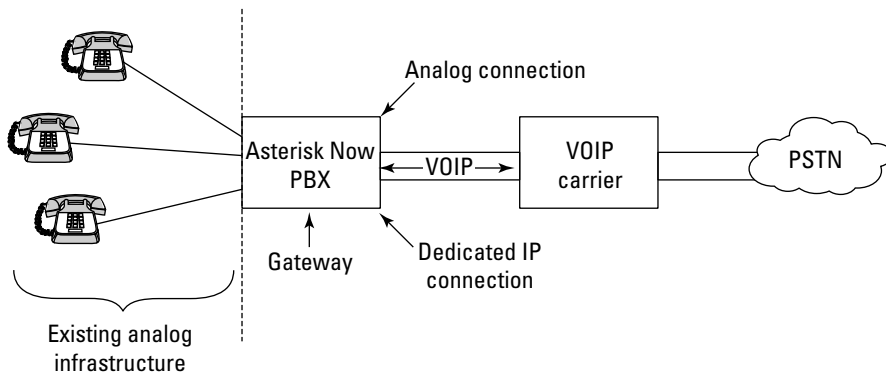 Analog connection
Asterisk Now
PBX
VOIP
VOIP
carrier
PSTN
Gateway
Dedicated IP
connection
Existing analog
infrastructure